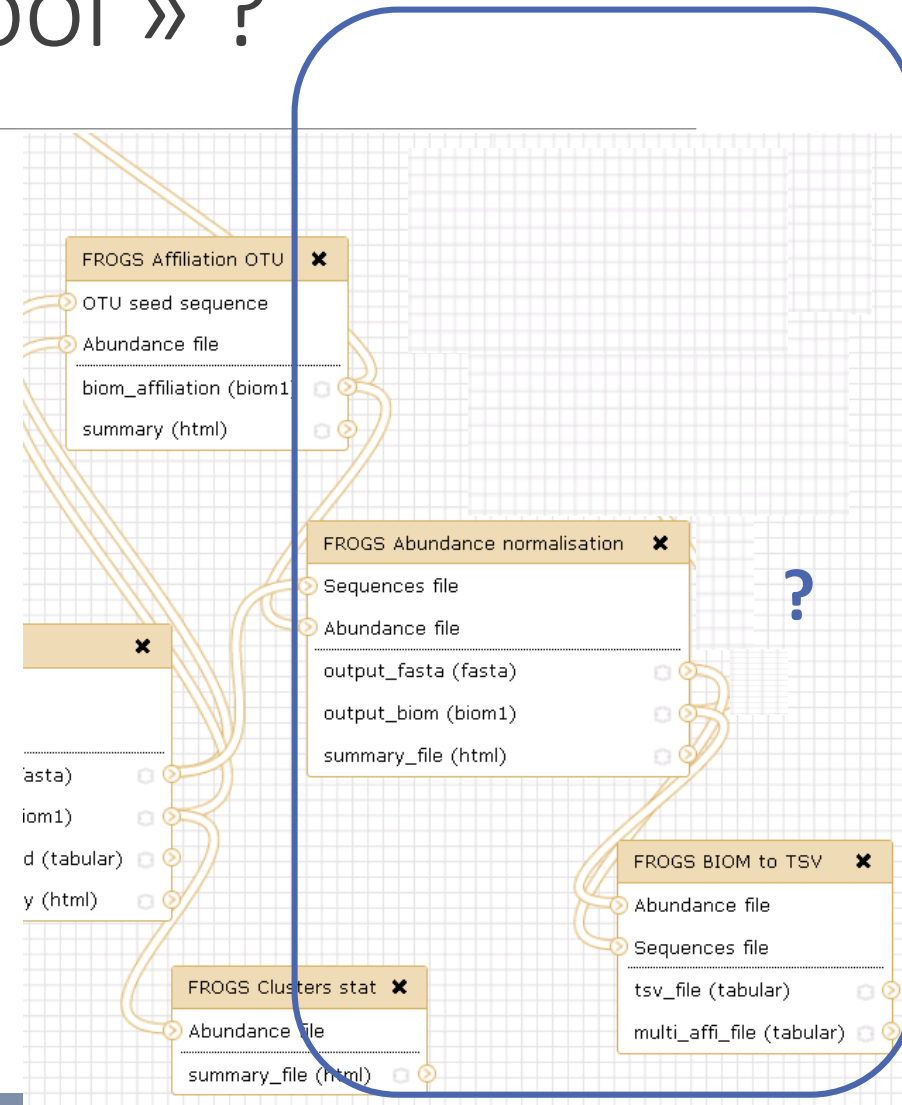 ool » ?
FROGS Affiliation OTU ✖
OTU seed sequence
Abundance file
biom_affiliation (biom1)
summary (html)
FROGS Abundance normalisation ✖
Sequences file
Abundance file
output_fasta (fasta)
output_biom (biom1)
summary_file (html)
?
✖
asta)
iom1)
d (tabular)
y (html)
FROGS BIOM to TSV ✖
Abundance file
Sequences file
tsv_file (tabular)
multi_affi_file (tabular)
FROGS Clusters stat ✖
Abundance file
summary_file (html)